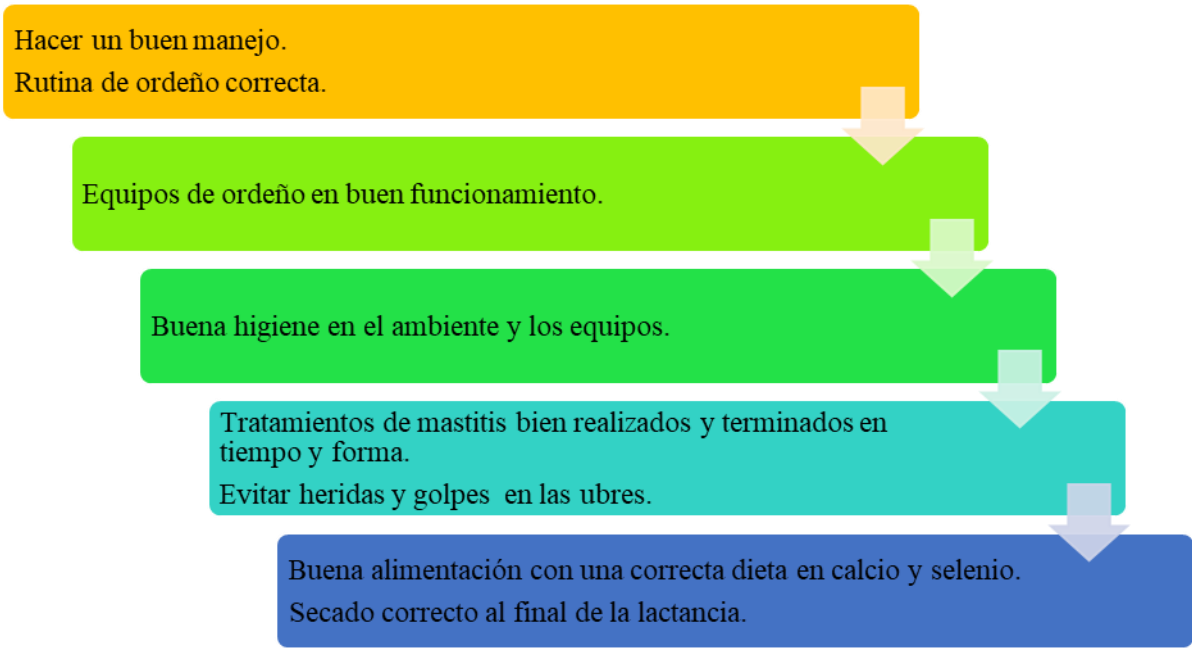 Hacer un buen manejo.
Rutina de ordeño correcta.
Equipos de ordeño en buen funcionamiento.
Buena higiene en el ambiente y los equipos.
Tratamientos de mastitis bien realizados y terminados en
tiempo y forma.
Evitar heridas y golpes en las ubres.
Buena alimentación con una correcta dieta en calcio y selenio.
Secado correcto al final de la lactancia.